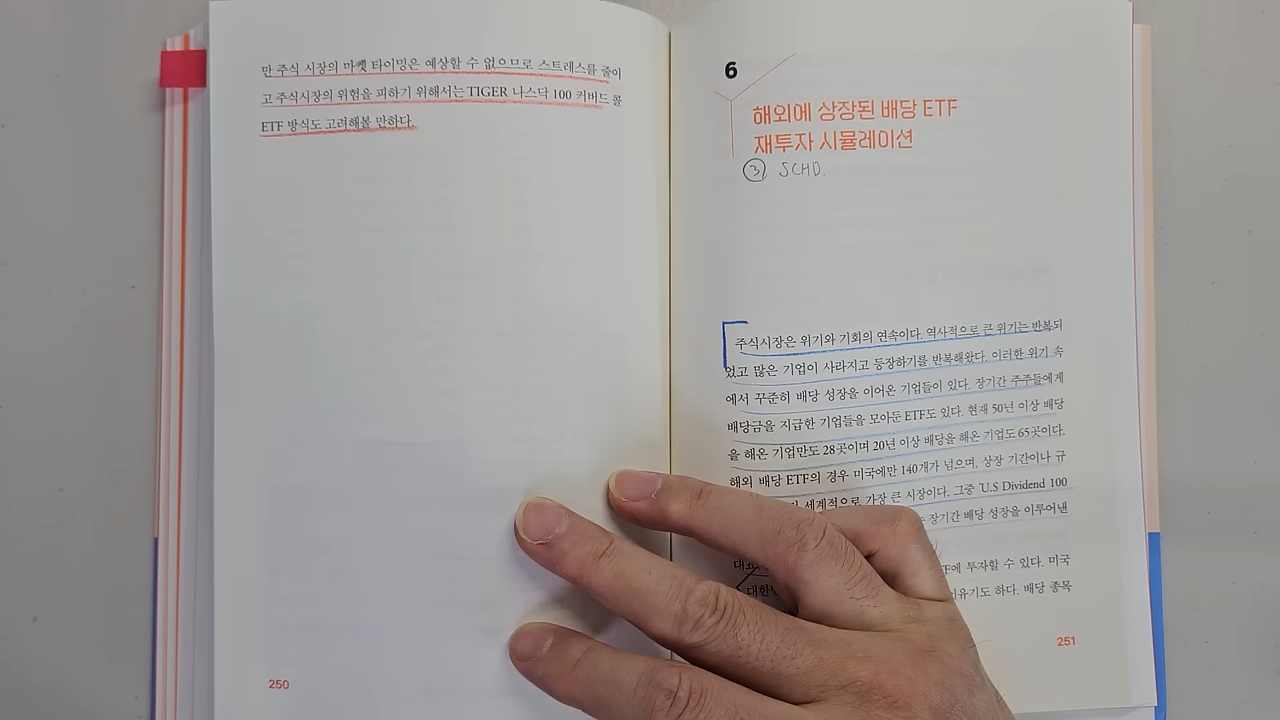 만 주식 시장의 마켓 타이밍은 예상할 수 없으므로 스트레스를 줄이
고 주식시장의 위험을 피하기 위해서는 TIGER 나스닥 100 커버드 콜
ETF 방식도 고려해볼 만하다.
250
6
해외에 상장된 배당 ETF
재투자 시뮬레이션
③ SCHD.
주식시장은 위기와 기회의 연속이다. 역사적으로 큰 위기는 반복되
었고 많은 기업이 사라지고 등장하기를 반복해왔다. 이러한 위기 속
에서 꾸준히 배당 성장을 이어온 기업들이 있다. 장기간 주주들에게
배당금을 지급한 기업들을 모아둔 ETF도 있다. 현재 50년 이상 배당
을 해온 기업만도 28곳이며 20년 이상 배당을 해온 기업도 65곳이다.
해외 배당 ETF의 경우 미국에만 140개가 넘으며, 상장 기간이나 규
세계적으로 가장 큰 시장이다. 그중 'U.S Dividend 100
장기간 배당 성장을 이루어낸
에 투자할 수 있다. 미국
하다. 배당 종목
251